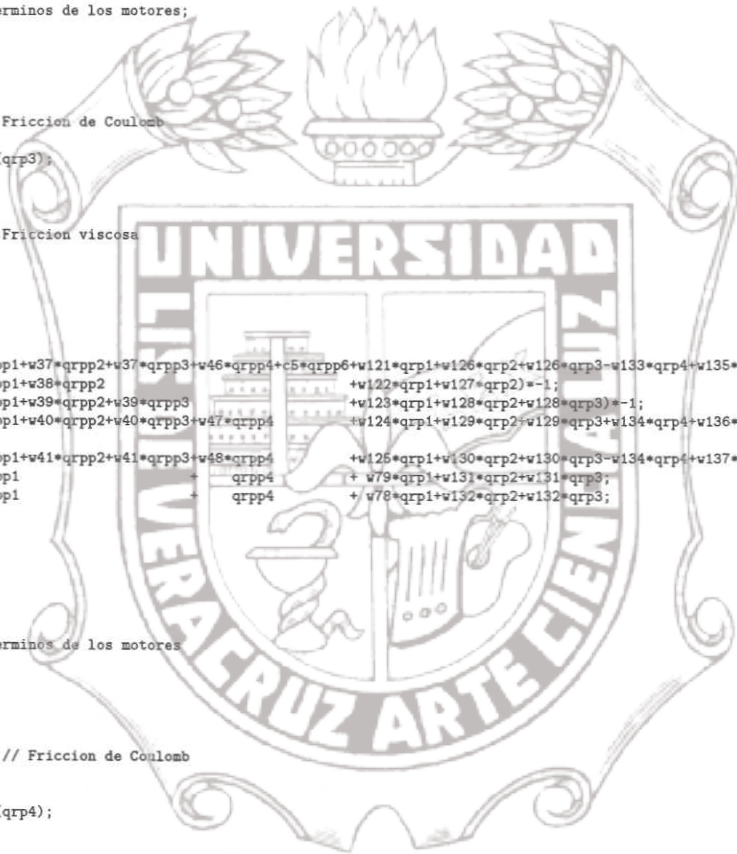 erminos de los motores;
Friccion de Coulomb
(qrp3);
Friccion viscosa
UNIVERSIDAD
pp1+w37*qrpp2+w37*qrpp3+w46*qrpp4+c5*qrpp6+w121*qrp1+w126*qrp2+w126*qrp3-w133*qrp4+w135*
pp1+w38*qrpp2 +w122*qrp1+w127*qrp2)*-1;
pp1+w39*qrpp2+w39*qrpp3 +w123*qrp1+w128*qrp2+w128*qrp3)*-1;
pp1+w40*qrpp2+w40*qrpp3+w47*qrpp4 +w124*qrp1+w129*qrp2+w129*qrp3+w134*qrp4+w136*
pp1+w41*qrpp2+w41*qrpp3+w48*qrpp4 +w125*qrp1+w130*qrp2+w130*qrp3-w134*qrp4+w137*
pp1 + qrpp4 + w79*qrp1+w131*qrp2+w131*qrp3;
pp1 + qrpp4 + w78*qrp1+w132*qrp2+w132*qrp3;
LIS DE VERACRUZ ARTE CIENCIA LUZ
erminos de los motores
// Friccion de Coulomb
(qrp4);